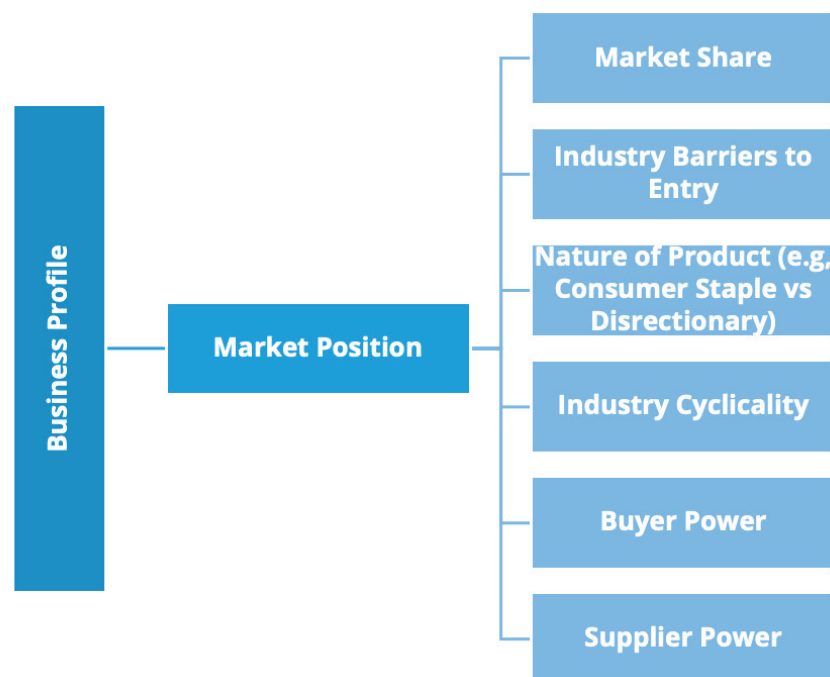 Business Profile
Market Position
Market Share
Industry Barriers to
Entry
Nature of Product (e.g,
Consumer Staple vs
Disrectionary)
Industry Cyclicality
Buyer Power
Supplier Power